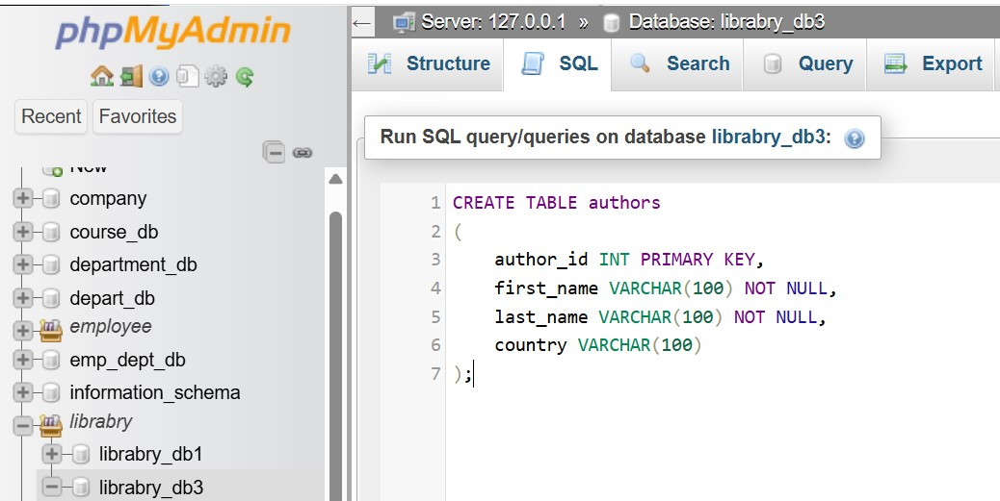 phpMyAdmin
Recent Favorites
New
company
course_db
department_db
depart_db
employee
emp_dept_db
information_schema
librabry
librabry_db1
librabry_db3
← Server: 127.0.0.1 » Database: librabry_db3
Structure SQL Search Query Export
Run SQL query/queries on database librabry_db3:
1 CREATE TABLE authors
2 (
3 author_id INT PRIMARY KEY,
4 first_name VARCHAR(100) NOT NULL,
5 last_name VARCHAR(100) NOT NULL,
6 country VARCHAR(100)
7 );